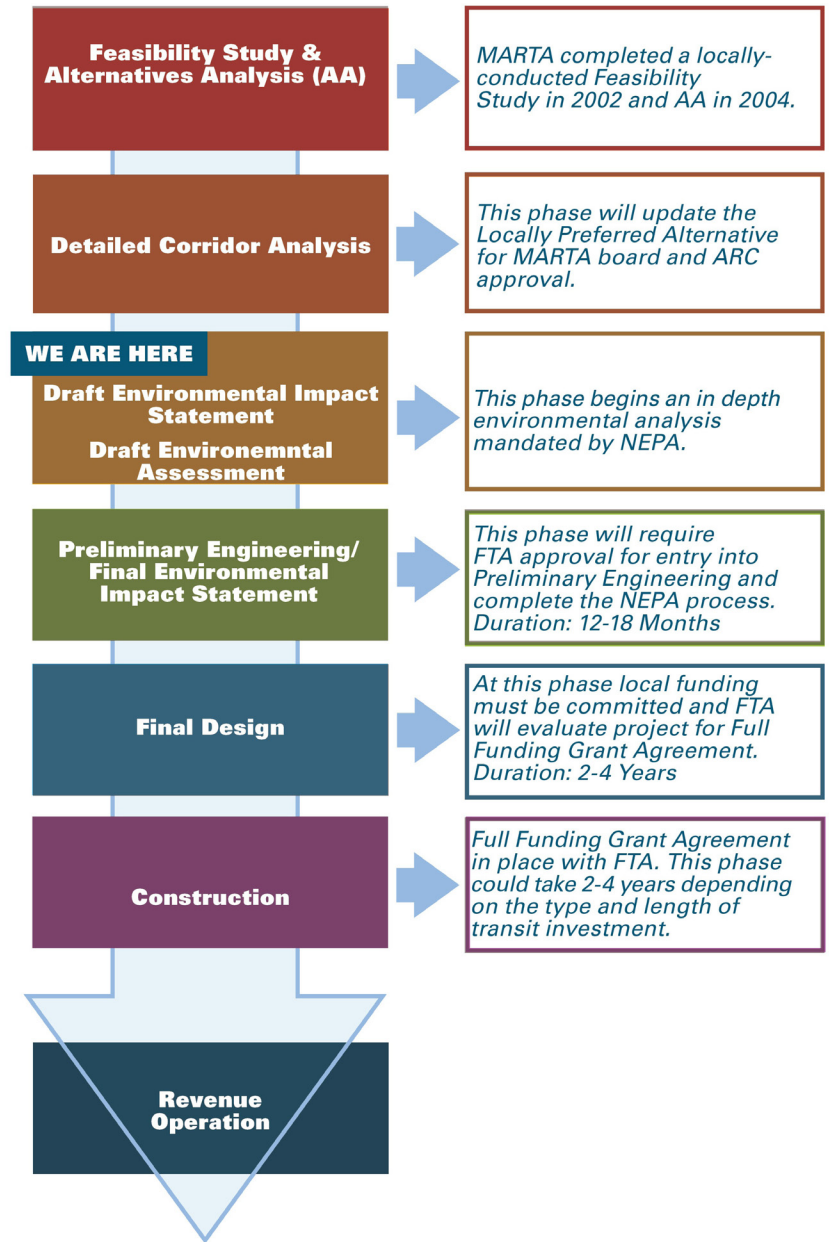 Feasibility Study &
Alternatives Analysis (AA)
MARTA completed a locally-
conducted Feasibility
Study in 2002 and AA in 2004.
Detailed Corridor Analysis
This phase will update the
Locally Preferred Alternative
for MARTA board and ARC
approval.
WE ARE HERE
Draft Environmental Impact
Statement
Draft Environemntal
Assessment
This phase begins an in depth
environmental analysis
mandated by NEPA.
Preliminary Engineering/
Final Environmental
Impact Statement
This phase will require
FTA approval for entry into
Preliminary Engineering and
complete the NEPA process.
Duration: 12-18 Months
Final Design
At this phase local funding
must be committed and FTA
will evaluate project for Full
Funding Grant Agreement.
Duration: 2-4 Years
Construction
Full Funding Grant Agreement
in place with FTA. This phase
could take 2-4 years depending
on the type and length of
transit investment.
Revenue
Operation